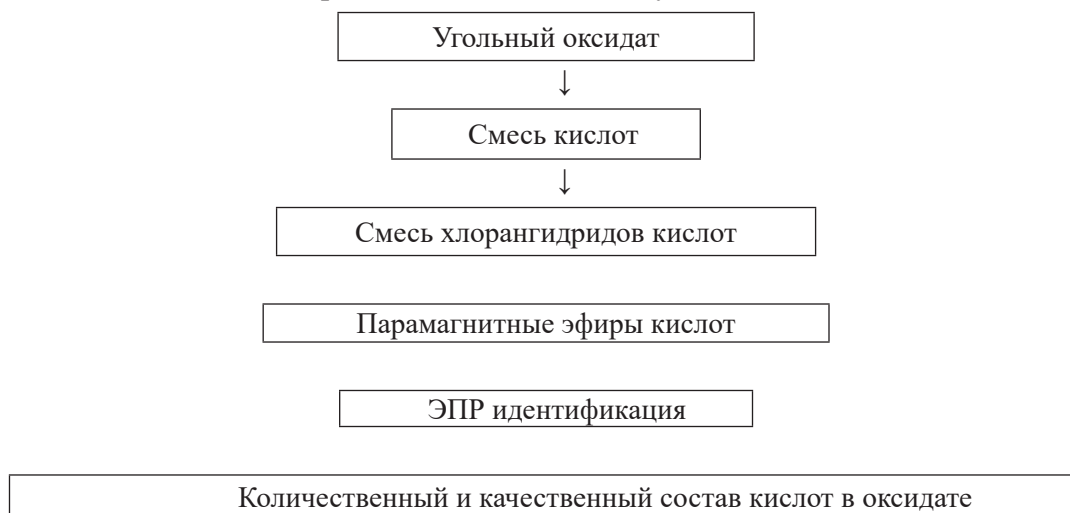 Угольный оксидат
↓
Смесь кислот
↓
Смесь хлорангидридов кислот
Парамагнитные эфиры кислот
ЭПР идентификация
Количественный и качественный состав кислот в оксидате